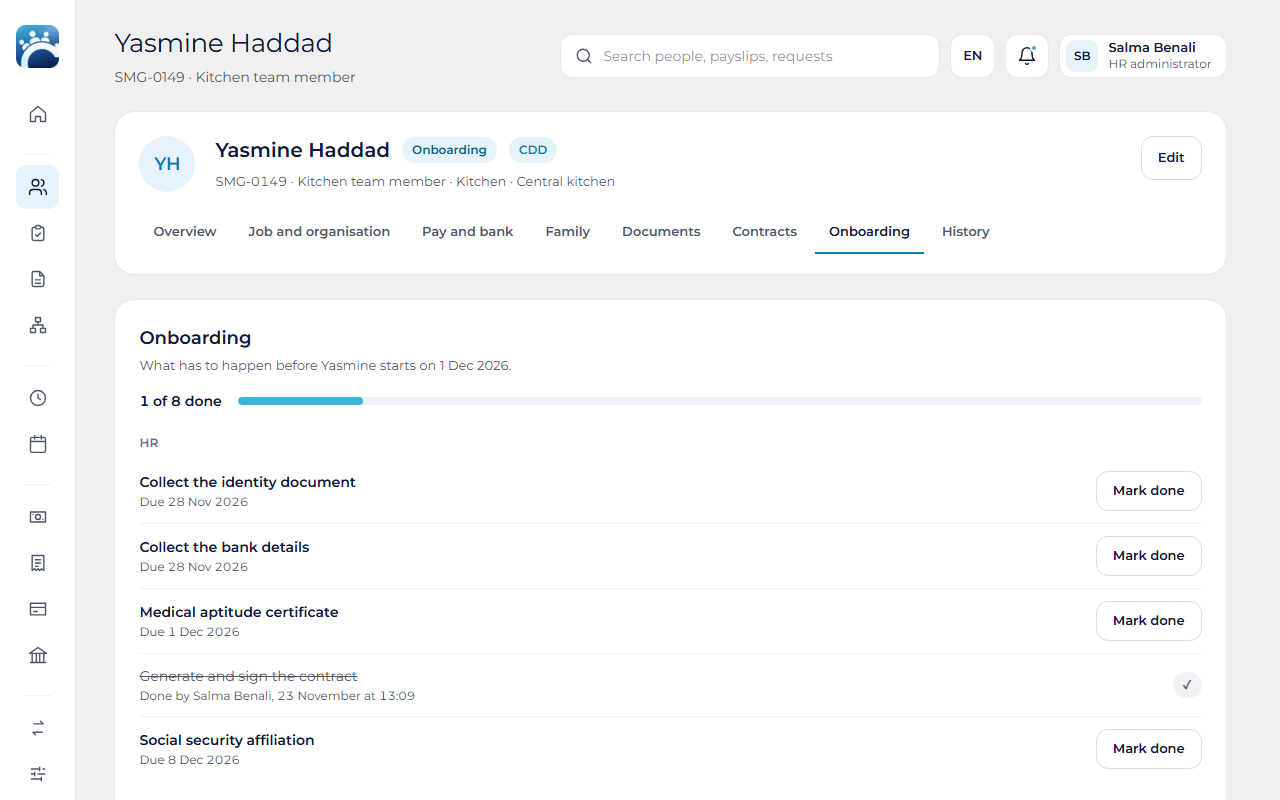 Yasmine Haddad
SMG-0149 · Kitchen team member
Search people, payslips, requests
EN
SB
Salma Benali
HR administrator
YH
Yasmine Haddad
Onboarding
CDD
SMG-0149 · Kitchen team member · Kitchen · Central kitchen
Edit
Overview
Job and organisation
Pay and bank
Family
Documents
Contracts
Onboarding
History
Onboarding
What has to happen before Yasmine starts on 1 Dec 2026.
1 of 8 done
HR
Collect the identity document
Due 28 Nov 2026
Mark done
Collect the bank details
Due 28 Nov 2026
Mark done
Medical aptitude certificate
Due 1 Dec 2026
Mark done
Generate and sign the contract
Done by Salma Benali, 23 November at 13:09
Social security affiliation
Due 8 Dec 2026
Mark done